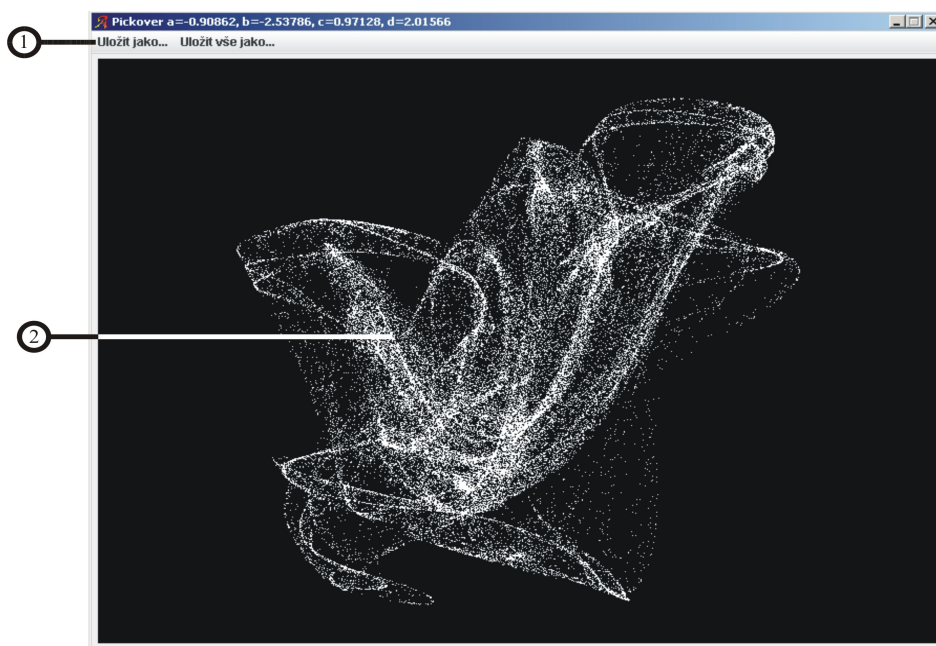 Pickover a=-0.90862, b=-2.53786, c=0.97128, d=2.01566
1 Uložit jako... Uložit vše jako...
2